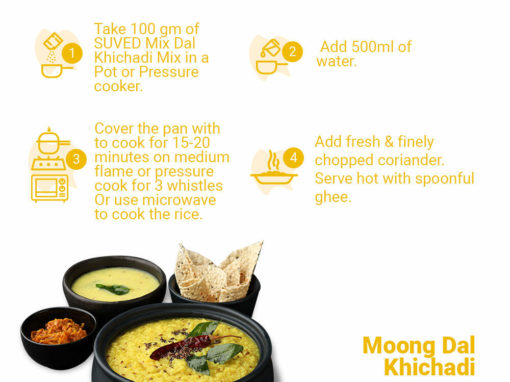 1
Take 100 gm of
SUVED Mix Dal
Khichadi Mix in a
Pot or Pressure
cooker.
2
Add 500ml of
water.
3
Cover the pan with
to cook for 15-20
minutes on medium
flame or pressure
cook for 3 whistles
Or use microwave
to cook the rice.
4
Add fresh & finely
chopped coriander.
Serve hot with spoonful
ghee.
Moong Dal
Khichadi